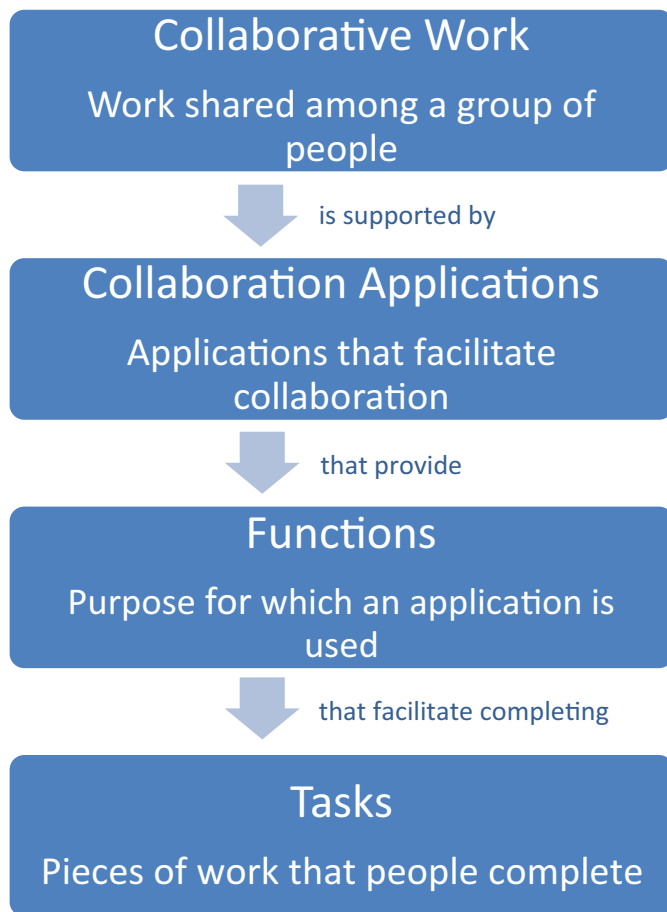 Collaborative Work
Work shared among a group of
people
is supported by
Collaboration Applications
Applications that facilitate
collaboration
that provide
Functions
Purpose for which an application is
used
that facilitate completing
Tasks
Pieces of work that people complete